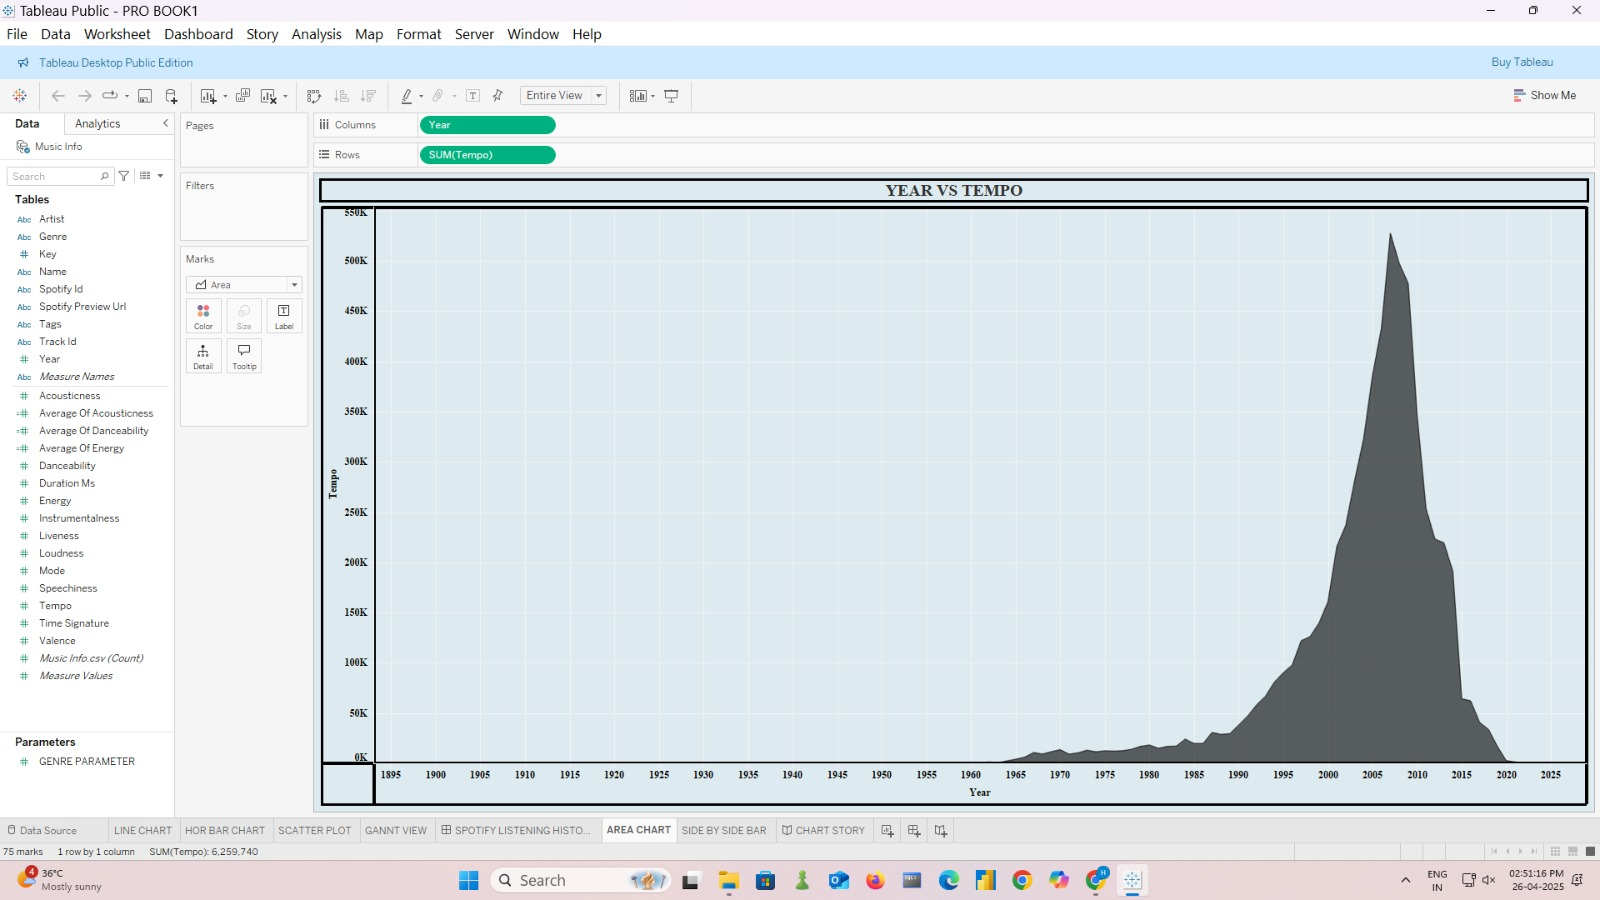 Tableau Public - PRO BOOK1
File Data Worksheet Dashboard Story Analysis Map Format Server Window Help
Tableau Desktop Public Edition Buy Tableau
Entire View Show Me
Data Analytics
Music Info
Search
Tables
Abc Artist
Abc Genre
# Key
Abc Name
Abc Spotify Id
Abc Spotify Preview Url
Abc Tags
Abc Track Id
# Year
Abc Measure Names
# Acousticness
=# Average Of Acousticness
=# Average Of Danceability
=# Average Of Energy
# Danceability
# Duration Ms
# Energy
# Instrumentalness
# Liveness
# Loudness
# Mode
# Speechiness
# Tempo
# Time Signature
# Valence
# Music Info.csv (Count)
# Measure Values
Parameters
# GENRE PARAMETER
Pages
Filters
Marks
Area
Color Size Label
Detail Tooltip
Columns Year
Rows SUM(Tempo)
YEAR VS TEMPO
550K
500K
450K
400K
350K
300K
250K
200K
150K
100K
50K
0K
Tempo
1895 1900 1905 1910 1915 1920 1925 1930 1935 1940 1945 1950 1955 1960 1965 1970 1975 1980 1985 1990 1995 2000 2005 2010 2015 2020 2025
Year
Data Source LINE CHART HOR BAR CHART SCATTER PLOT GANNT VIEW SPOTIFY LISTENING HISTO... AREA CHART SIDE BY SIDE BAR CHART STORY
75 marks 1 row by 1 column SUM(Tempo): 6,259,740
4
36°C
Mostly sunny
Search
H
ENG
IN
02:51:16 PM
26-04-2025